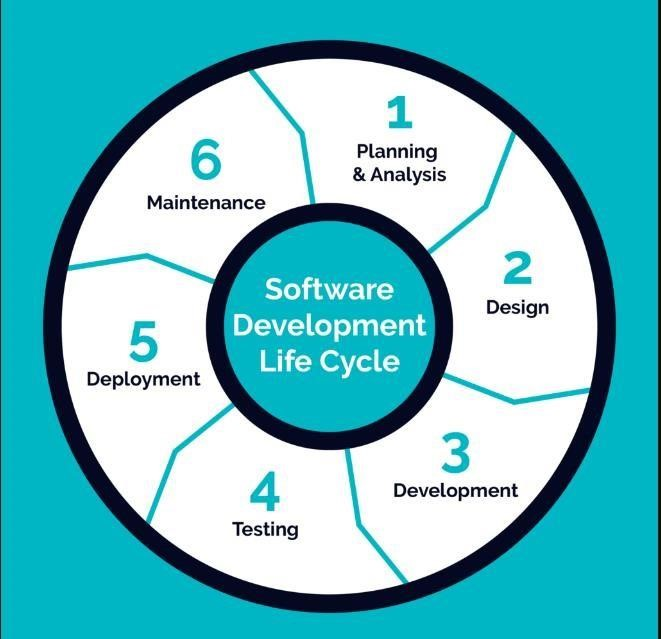 Software
Development
Life Cycle
1
Planning
& Analysis
2
Design
3
Development
4
Testing
5
Deployment
6
Maintenance